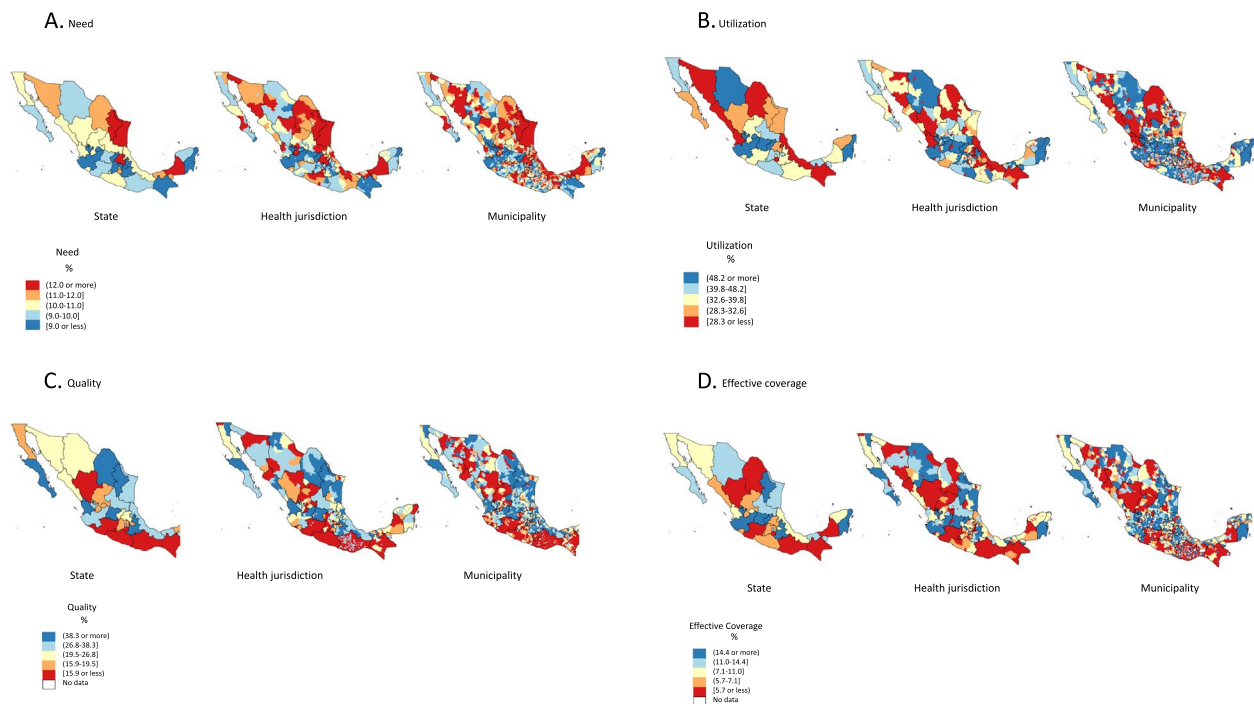 A. Need
State
Health jurisdiction
Municipality
Need
%
(12.0 or more)
(11.0-12.0]
(10.0-11.0]
(9.0-10.0]
[9.0 or less)
B. Utilization
State
Health jurisdiction
Municipality
Utilization
%
(48.2 or more)
(39.8-48.2]
(32.6-39.8]
(28.3-32.6]
[28.3 or less)
C. Quality
State
Health jurisdiction
Municipality
Quality
%
(38.3 or more)
(26.8-38.3]
(19.5-26.8]
(15.9-19.5]
[15.9 or less)
No data
D. Effective coverage
State
Health jurisdiction
Municipality
Effective Coverage
%
(14.4 or more)
(11.0-14.4]
(7.1-11.0]
(5.7-7.1]
[5.7 or less)
No data